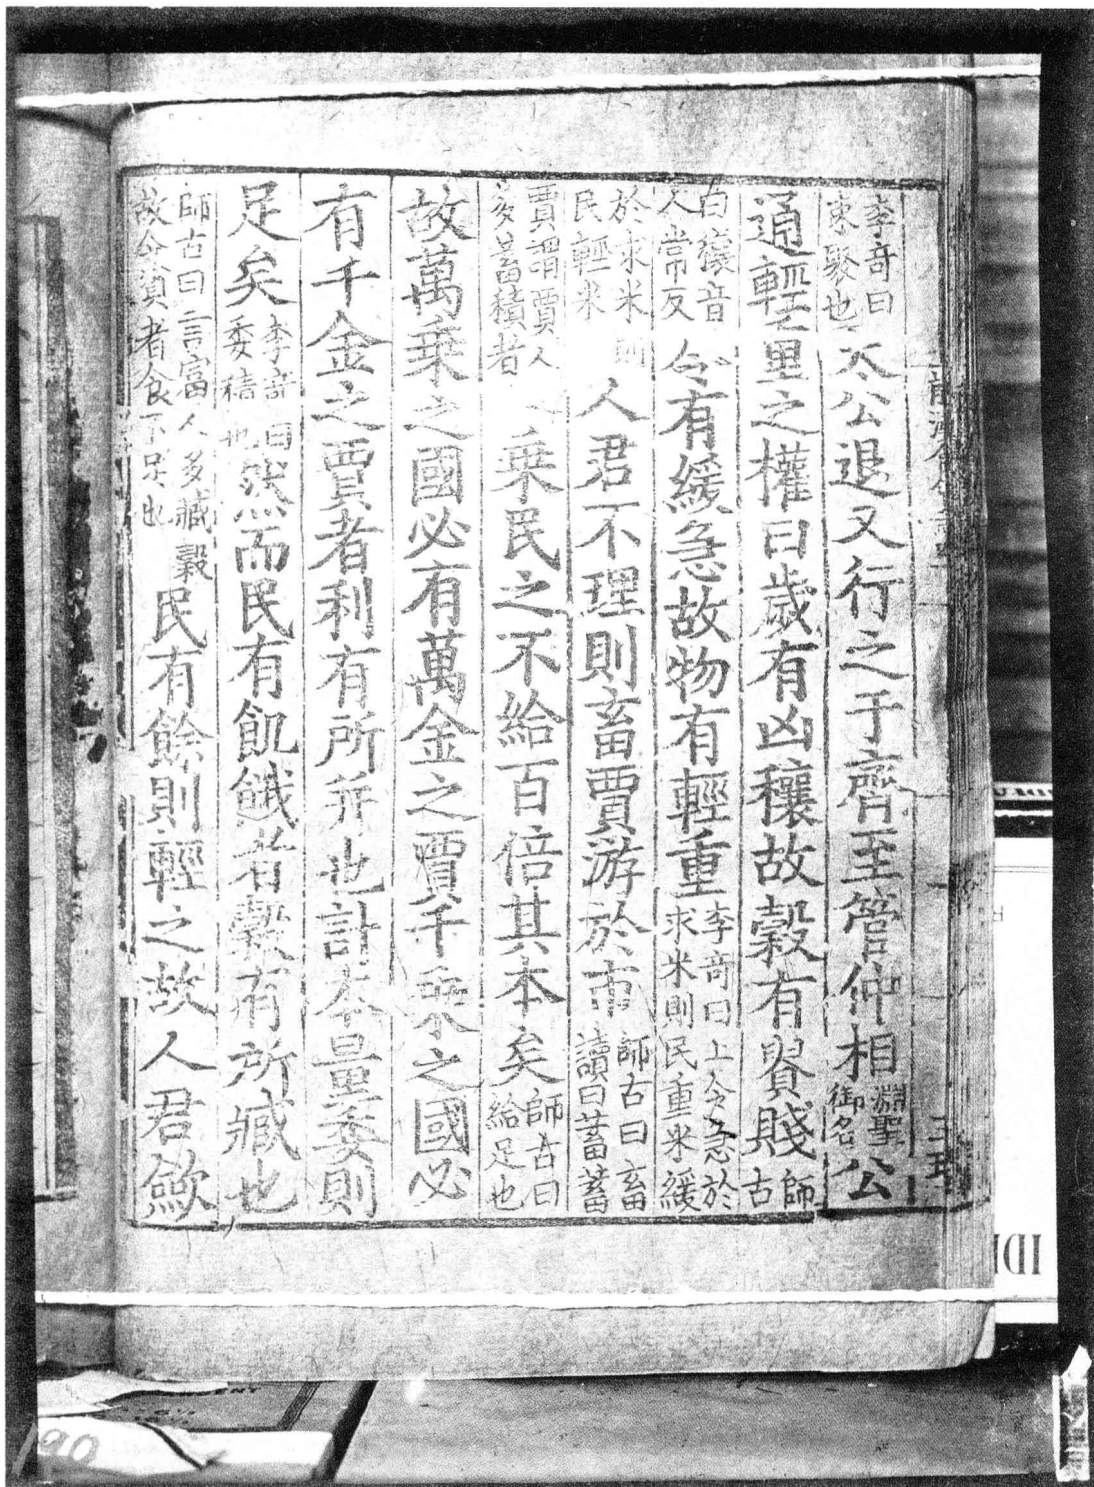 李奇曰
束聚也
太公退又行之于齊至管仲相
淵聖
御名
公
通輕重之權曰歲有凶穰故穀有貴賤
師
古
曰穰音
人常反
令有緩急故物有輕重
李奇曰上令急於
求米則民重米緩
於求米則
民輕米
人君不理則畜賈游於市
師古曰畜
讀曰蓄蓄
賈謂賈人
多蓄積者
乗民之不給百倍其本矣
師古曰
給足也
故萬乗之國必有萬金之賈千乗之國必
有千金之賈者利有所并也計本量委則
足矣
李奇曰
委積也
然而民有飢餓者穀有所臧也
師古曰言富人多臧穀
故令貧者食不足也
民有餘則輕之故人君斂
90